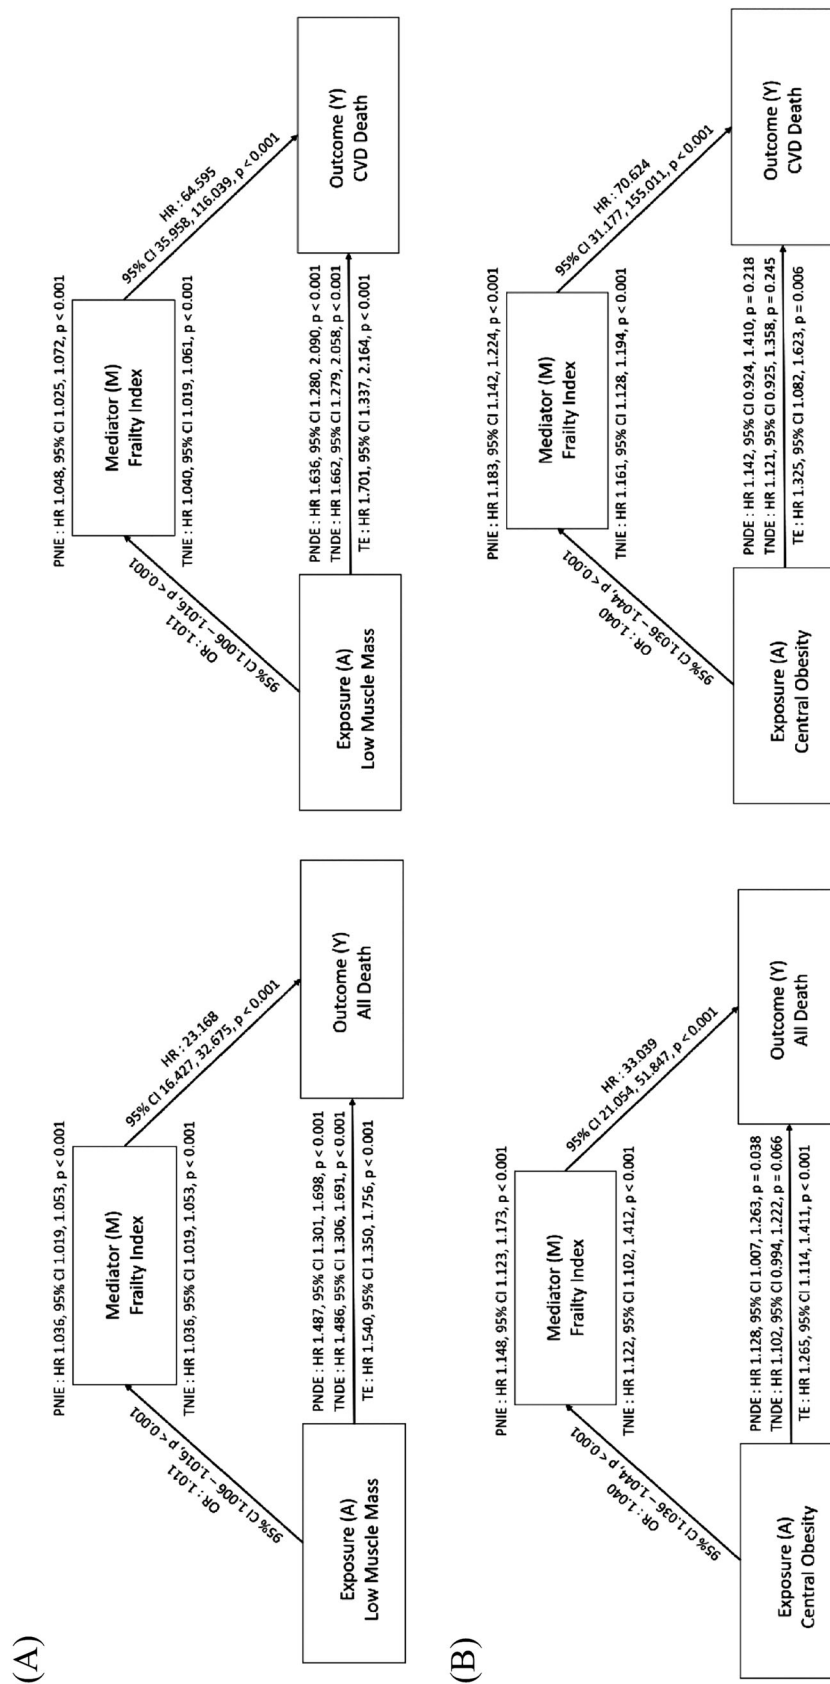 (A)
PNIE : HR 1.036, 95% CI 1.019, 1.053, p < 0.001
Mediator (M)
Frailty Index
TNIE : HR 1.036, 95% CI 1.019, 1.053, p < 0.001
OR : 1.011
95% CI 1.006 – 1.016, p < 0.001
HR : 23.168
95% CI 16.427, 32.675, p < 0.001
Exposure (A)
Low Muscle Mass
PNDE : HR 1.487, 95% CI 1.301, 1.698, p < 0.001
TNDE : HR 1.486, 95% CI 1.306, 1.691, p < 0.001
TE : HR 1.540, 95% CI 1.350, 1.756, p < 0.001
Outcome (Y)
All Death
PNIE : HR 1.048, 95% CI 1.025, 1.072, p < 0.001
Mediator (M)
Frailty Index
TNIE : HR 1.040, 95% CI 1.019, 1.061, p < 0.001
OR : 1.011
95% CI 1.006 – 1.016, p < 0.001
HR : 64.595
95% CI 35.958, 116.039, p < 0.001
Exposure (A)
Low Muscle Mass
PNDE : HR 1.636, 95% CI 1.280, 2.090, p < 0.001
TNDE : HR 1.662, 95% CI 1.279, 2.058, p < 0.001
TE : HR 1.701, 95% CI 1.337, 2.164, p < 0.001
Outcome (Y)
CVD Death
(B)
PNIE : HR 1.148, 95% CI 1.123, 1.173, p < 0.001
Mediator (M)
Frailty Index
TNIE : HR 1.122, 95% CI 1.102, 1.412, p < 0.001
OR : 1.040
95% CI 1.036 – 1.044, p < 0.001
HR : 33.039
95% CI 21.054, 51.847, p < 0.001
Exposure (A)
Central Obesity
PNDE : HR 1.128, 95% CI 1.007, 1.263, p = 0.038
TNDE : HR 1.102, 95% CI 0.994, 1.222, p = 0.066
TE : HR 1.265, 95% CI 1.114, 1.411, p < 0.001
Outcome (Y)
All Death
PNIE : HR 1.183, 95% CI 1.142, 1.224, p < 0.001
Mediator (M)
Frailty Index
TNIE : HR 1.161, 95% CI 1.128, 1.194, p < 0.001
OR : 1.040
95% CI 1.036 – 1.044, p < 0.001
HR : 70.624
95% CI 31.177, 155.011, p < 0.001
Exposure (A)
Central Obesity
PNDE : HR 1.142, 95% CI 0.924, 1.410, p = 0.218
TNDE : HR 1.121, 95% CI 0.925, 1.358, p = 0.245
TE : HR 1.325, 95% CI 1.082, 1.623, p = 0.006
Outcome (Y)
CVD Death